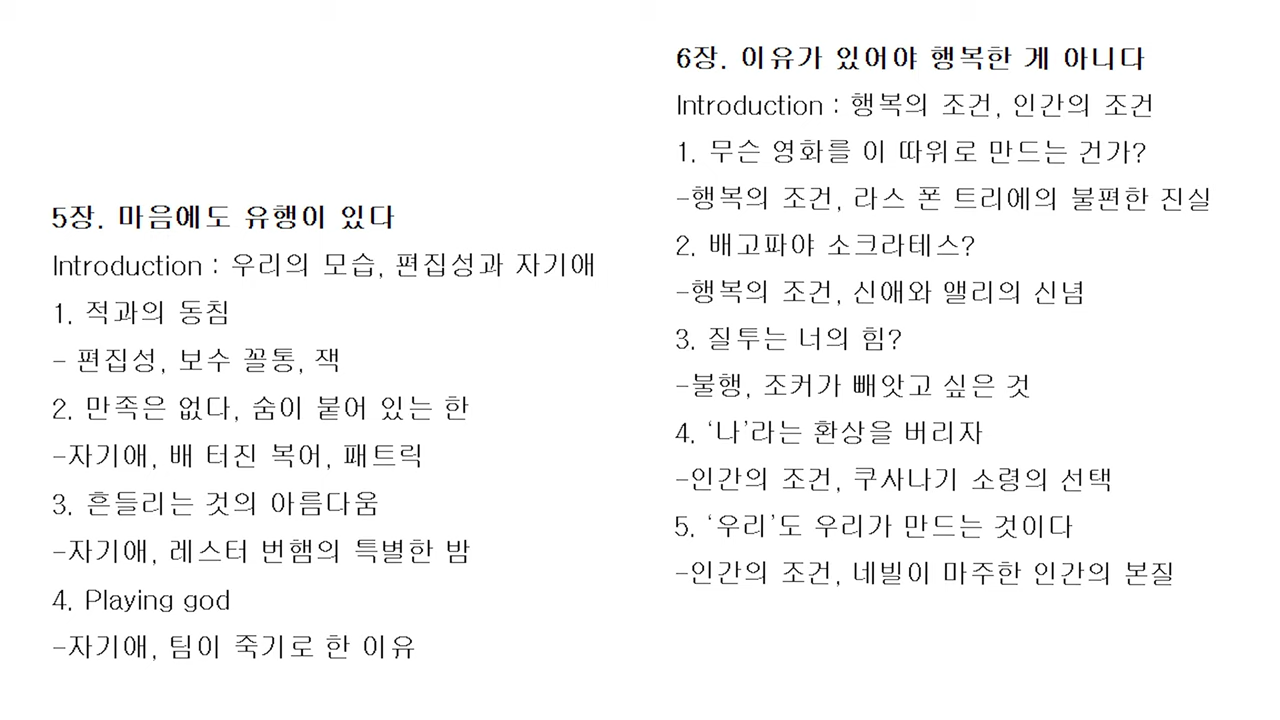 5장. 마음에도 유행이 있다
Introduction : 우리의 모습, 편집성과 자기애
1. 적과의 동침
- 편집성, 보수 꼴통, 잭
2. 만족은 없다, 숨이 붙어 있는 한
-자기애, 배 터진 복어, 패트릭
3. 흔들리는 것의 아름다움
-자기애, 레스터 번햄의 특별한 밤
4. Playing god
-자기애, 팀이 죽기로 한 이유
6장. 이유가 있어야 행복한 게 아니다
Introduction : 행복의 조건, 인간의 조건
1. 무슨 영화를 이 따위로 만드는 건가?
-행복의 조건, 라스 폰 트리에의 불편한 진실
2. 배고파야 소크라테스?
-행복의 조건, 신애와 앨리의 신념
3. 질투는 너의 힘?
-불행, 조커가 빼앗고 싶은 것
4. ‘나’라는 환상을 버리자
-인간의 조건, 쿠사나기 소령의 선택
5. ‘우리’도 우리가 만드는 것이다
-인간의 조건, 네빌이 마주한 인간의 본질